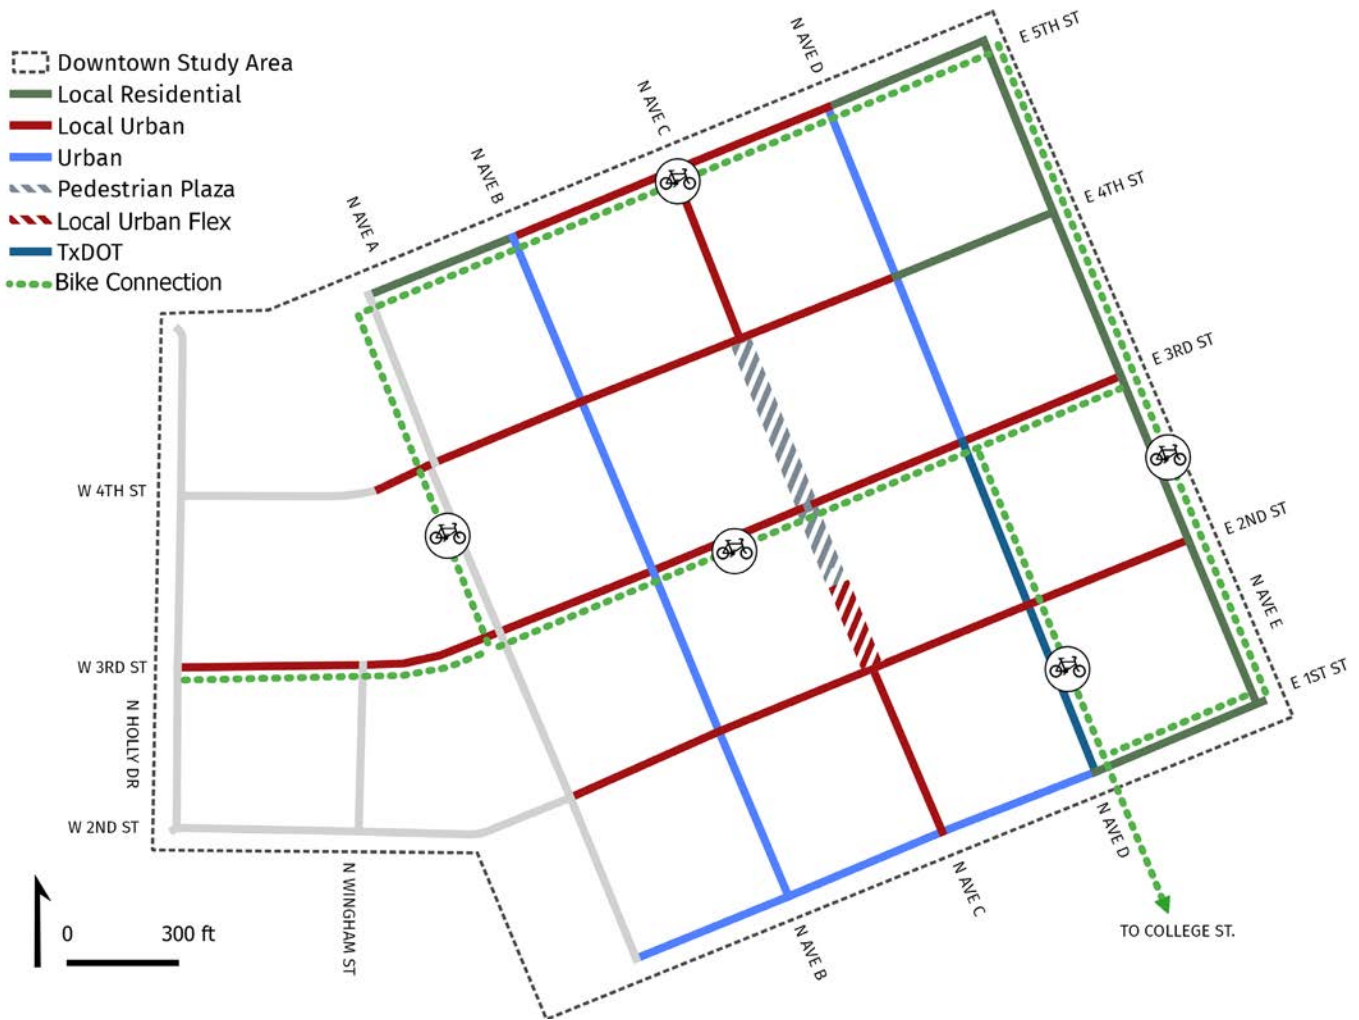 Downtown Study Area
Local Residential
Local Urban
Urban
Pedestrian Plaza
Local Urban Flex
TxDOT
Bike Connection
N AVE A
N AVE B
N AVE C
N AVE D
E 5TH ST
E 4TH ST
E 3RD ST
E 2ND ST
N AVE E
E 1ST ST
W 4TH ST
W 3RD ST
N HOLLY DR
W 2ND ST
N WINGHAM ST
N AVE B
N AVE C
N AVE D
TO COLLEGE ST.
0 300 ft